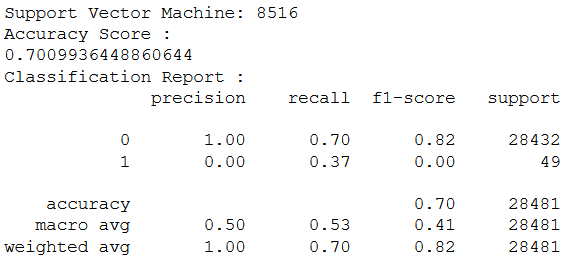 Support Vector Machine: 8516
Accuracy Score :
0.7009936448860644
Classification Report :
precision recall f1-score support
0 1.00 0.70 0.82 28432
1 0.00 0.37 0.00 49
accuracy 0.70 28481
macro avg 0.50 0.53 0.41 28481
weighted avg 1.00 0.70 0.82 28481